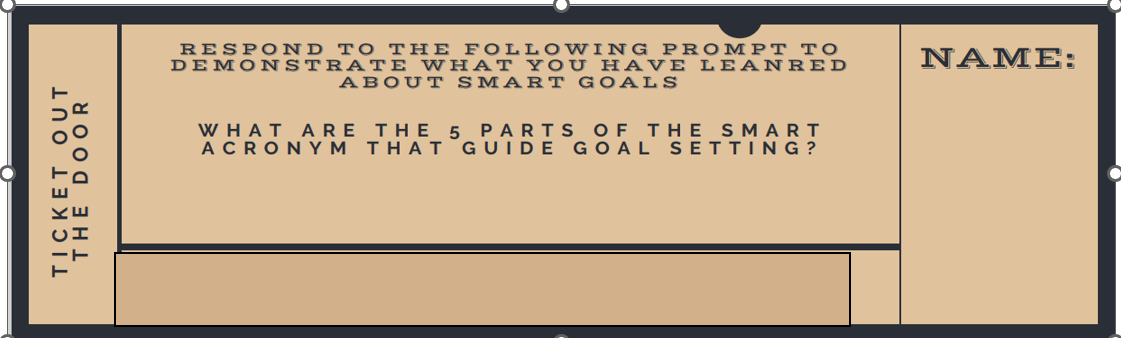 TICKET OUT
THE DOOR
RESPOND TO THE FOLLOWING PROMPT TO
DEMONSTRATE WHAT YOU HAVE LEANRED
ABOUT SMART GOALS
WHAT ARE THE 5 PARTS OF THE SMART
ACRONYM THAT GUIDE GOAL SETTING?
NAME: